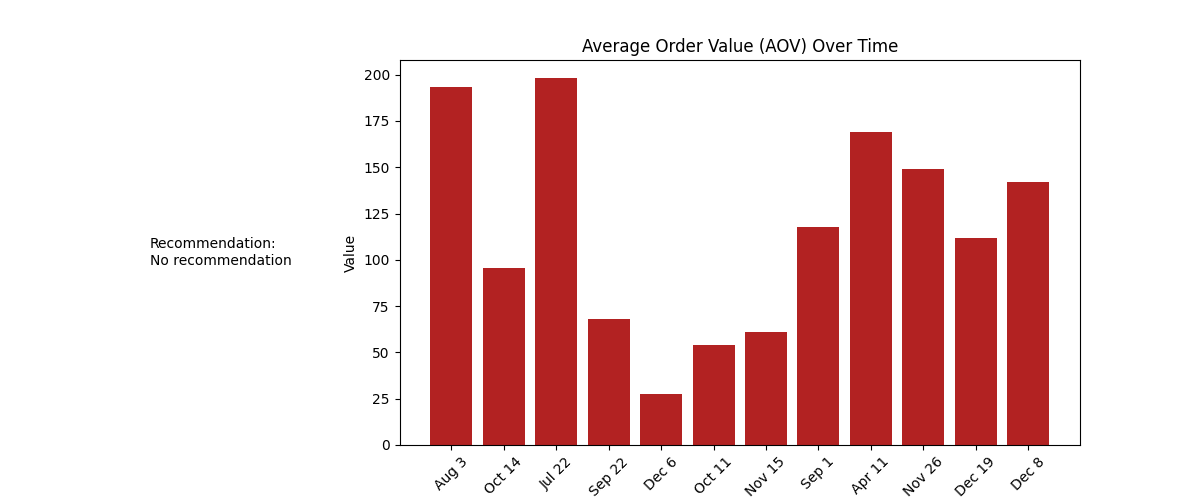 Average Order Value (AOV) Over Time
Recommendation:
No recommendation
Value
200
175
150
125
100
75
50
25
0
Aug 3
Oct 14
Jul 22
Sep 22
Dec 6
Oct 11
Nov 15
Sep 1
Apr 11
Nov 26
Dec 19
Dec 8